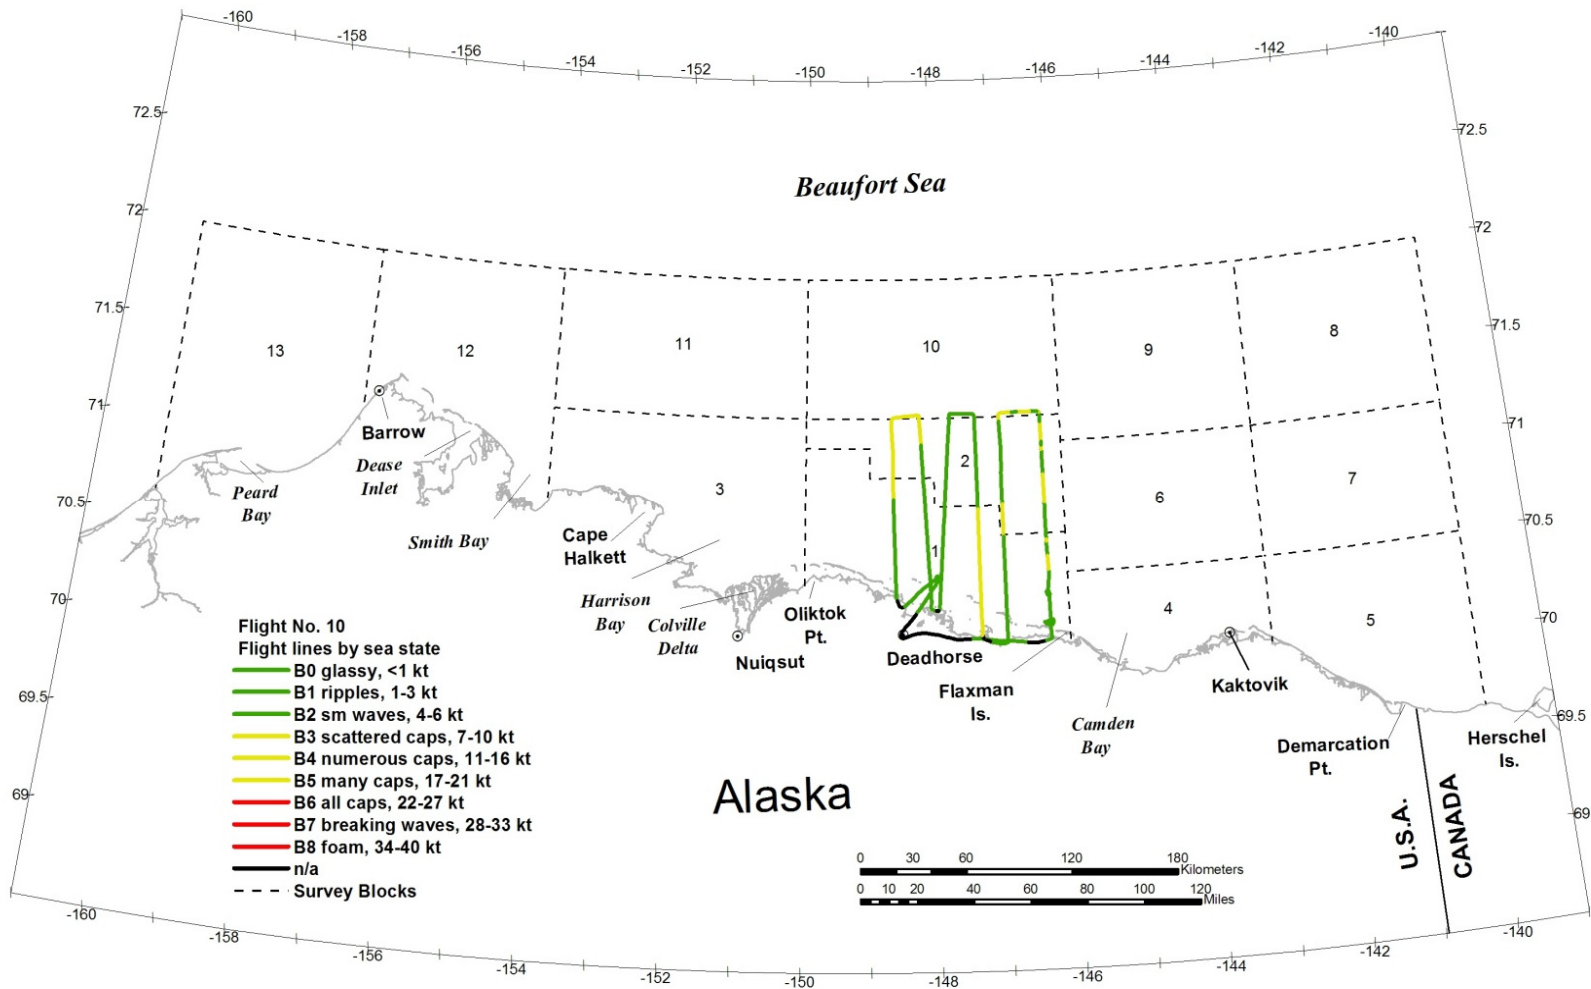 -160
-158
-156
-154
-152
-150
-148
-146
-144
-142
-140
72.5
72.5
Beaufort Sea
72
72
71.5
71.5
13
12
11
10
9
8
71
71
Barrow
Dease
Inlet
Peard
Bay
Smith Bay
3
2
6
7
70.5
70.5
Cape
Halkett
1
Harrison
Bay
Colville
Delta
Oliktok
Pt.
4
5
70
70
Nuiqsut
Deadhorse
Flaxman
Is.
Kaktovik
Camden
Bay
Demarcation
Pt.
Herschel
Is.
69.5
69.5
Flight No. 10
Flight lines by sea state
B0 glassy, <1 kt
B1 ripples, 1-3 kt
B2 sm waves, 4-6 kt
B3 scattered caps, 7-10 kt
B4 numerous caps, 11-16 kt
B5 many caps, 17-21 kt
B6 all caps, 22-27 kt
B7 breaking waves, 28-33 kt
B8 foam, 34-40 kt
n/a
Survey Blocks
Alaska
U.S.A.
CANADA
69
69
0 30 60 120 180
Kilometers
0 10 20 40 60 80 100 120
Miles
-160
-158
-156
-154
-152
-150
-148
-146
-144
-142
-140